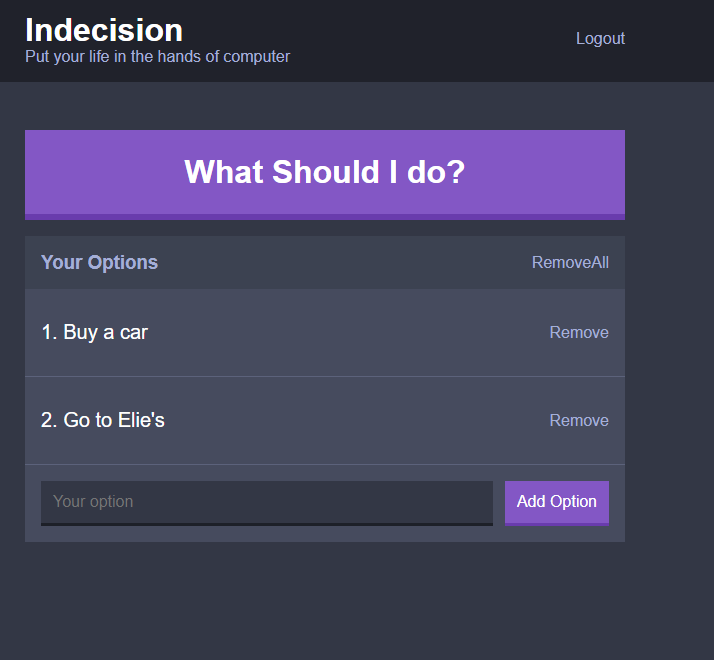 Indecision
Put your life in the hands of computer
Logout
What Should I do?
Your Options
RemoveAll
1. Buy a car
Remove
2. Go to Elie's
Remove
Your option
Add Option